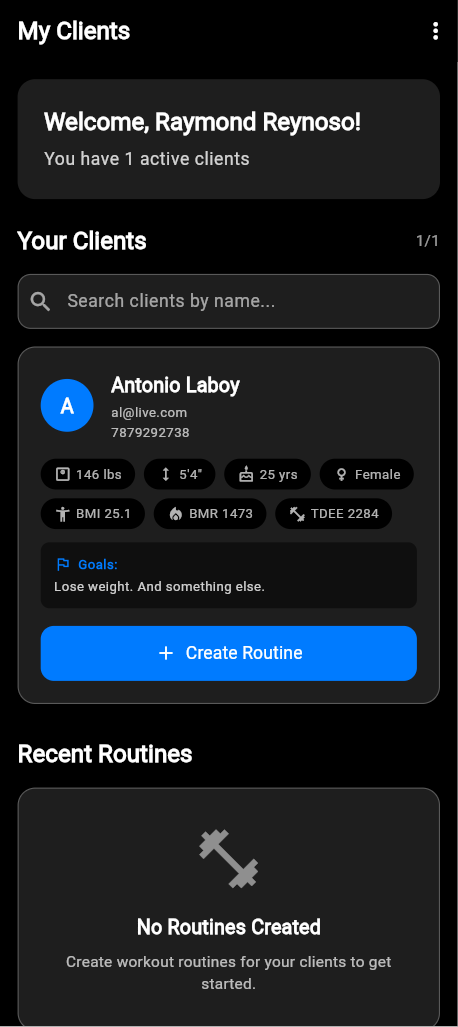 My Clients
Welcome, Raymond Reynoso!
You have 1 active clients
Your Clients
1/1
Search clients by name...
A
Antonio Laboy
al@live.com
7879292738
146 lbs
5'4"
25 yrs
Female
BMI 25.1
BMR 1473
TDEE 2284
Goals:
Lose weight. And something else.
Create Routine
Recent Routines
No Routines Created
Create workout routines for your clients to get
started.